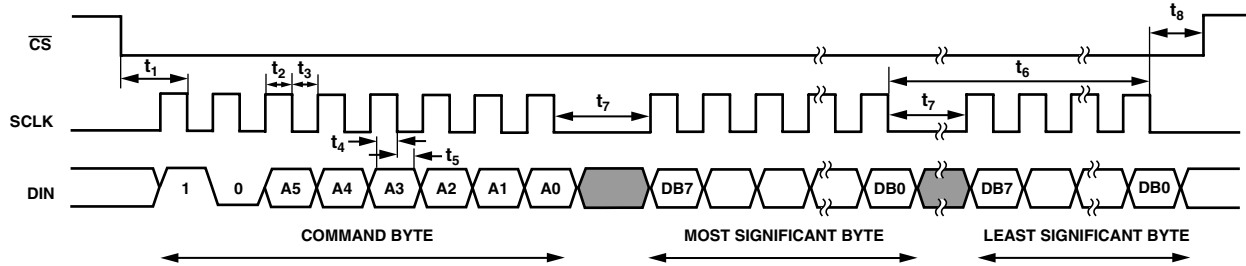 t8
CS
t1
t2 t3
t6
t7
t7
SCLK
t4
t5
DIN
1 0 A5 A4 A3 A2 A1 A0 DB7 DB0 DB7 DB0
COMMAND BYTE MOST SIGNIFICANT BYTE LEAST SIGNIFICANT BYTE